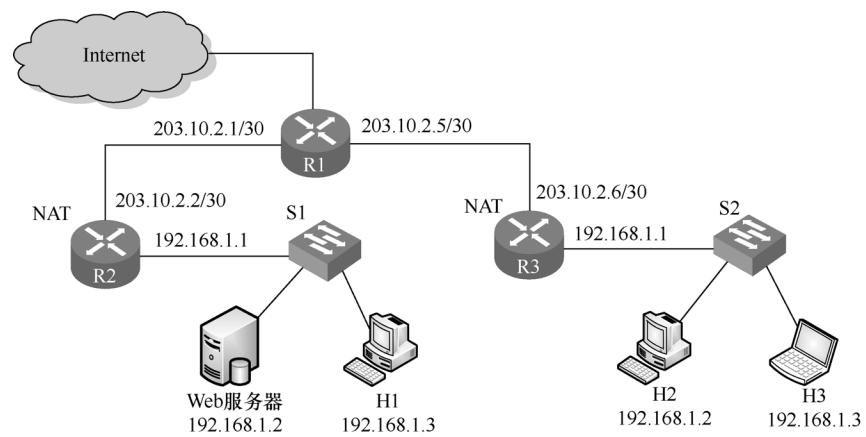 Internet
203.10.2.1/30
203.10.2.5/30
R1
NAT
203.10.2.2/30
S1
203.10.2.6/30
NAT
S2
R2
192.168.1.1
R3
192.168.1.1
Web服务器
192.168.1.2
H1
192.168.1.3
H2
192.168.1.2
H3
192.168.1.3